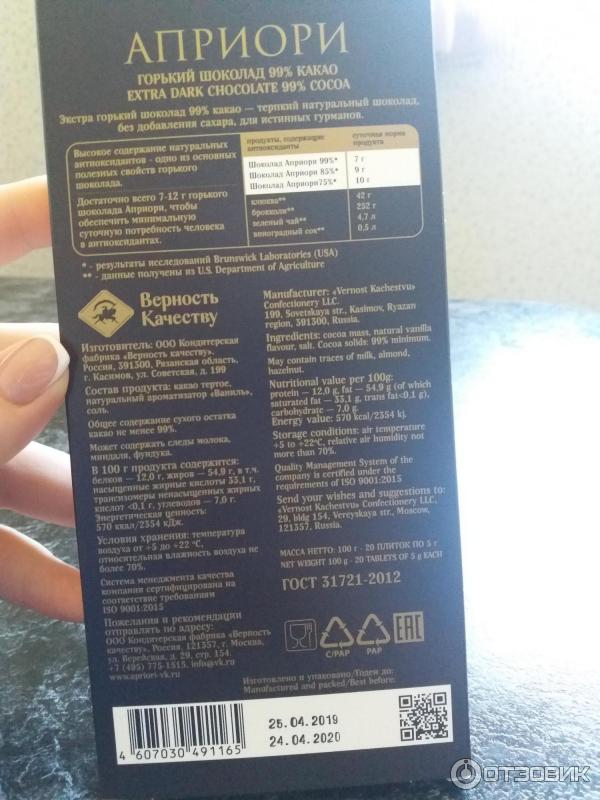 АПРИОРИ
ГОРЬКИЙ ШОКОЛАД 99% КАКАО
EXTRA DARK CHOCOLATE 99% COCOA
Экстра горький шоколад 99% какао — терпкий натуральный шоколад,
без добавления сахара, для истинных гурманов.
Высокое содержание натуральных
антиоксидантов - одно из основных
полезных свойств горького
шоколада.
Достаточно всего 7-12 г горького
шоколада Априори, чтобы
обеспечить минимальную
суточную потребность человека
в антиоксидантах.
продукты, содержащие антиоксиданты
суточная норма продукта
Шоколад Априори 99%* 7 г
Шоколад Априори 85%* 9 г
Шоколад Априори 75%* 10 г
клюква** 42 г
брокколи** 252 г
зеленый чай** 4,7 л
виноградный сок** 0,5 л
* - результаты исследований Brunswick Laboratories (USA)
** - данные получены из U.S. Department of Agriculture
Верность
Качеству
Изготовитель: ООО Кондитерская
фабрика «Верность качеству».
Россия, 391300, Рязанская область,
г. Касимов, ул. Советская, д. 199
Состав продукта: какао тертое,
натуральный ароматизатор «Ваниль»,
соль.
Общее содержание сухого остатка
какао не менее 99%.
Может содержать следы молока,
миндаля, фундука.
В 100 г продукта содержится:
белков — 12,0 г, жиров — 54,9 г, в т.ч.
насыщенные жирные кислоты 33,1 г,
трансизомеры ненасыщенных жирных
кислот <0,1 г, углеводов — 7,0 г.
Энергетическая ценность:
570 ккал/2354 кДж.
Условия хранения: температура
воздуха от +5 до +22 °С,
относительная влажность воздуха не
более 70%.
Система менеджмента качества
компании сертифицирована на
соответствие требованиям
ISO 9001:2015
Пожелания и рекомендации
отправлять по адресу:
ООО Кондитерская фабрика «Верность
качеству», Россия, 121357, г. Москва,
ул. Верейская, д. 29, стр. 154.
+7 (495) 775-1515, info@vk.ru
www.apriori-vk.ru
Manufacturer: «Vernost Kachestvu»
Confectionery LLC.
199, Sovetskaya str., Kasimov, Ryazan
region, 391300, Russia.
Ingredients: cocoa mass, natural vanilla
flavour, salt. Cocoa solids: 99% minimum.
May contain traces of milk, almond,
hazelnut.
Nutritional value per 100g:
protein — 12,0 g, fat — 54,9 g (of which
saturated fat — 33,1 g, trans fat<0,1 g),
carbohydrate — 7,0 g.
Energy value: 570 kcal/2354 kj.
Storage conditions: air temperature
+5 to +22°C, relative air humidity not
more than 70%.
Quality Management System of the
company is certified under the
requirements of ISO 9001:2015
Send your wishes and suggestions to:
«Vernost Kachestvu» Confectionery LLC.,
29, bldg 154, Vereyskaya str., Moscow,
121357, Russia.
МАССА НЕТТО: 100 г - 20 ПЛИТОК ПО 5 г
NET WEIGHT 100g - 20 TABLETS OF 5 g EACH
ГОСТ 31721-2012
C/PAP
PAP
EAC
Изготовлено и упаковано/Годен до:
Manufactured and packed/Best before:
25.04.2019
24.04.2020
4 607030 491165
ОТЗОВИК